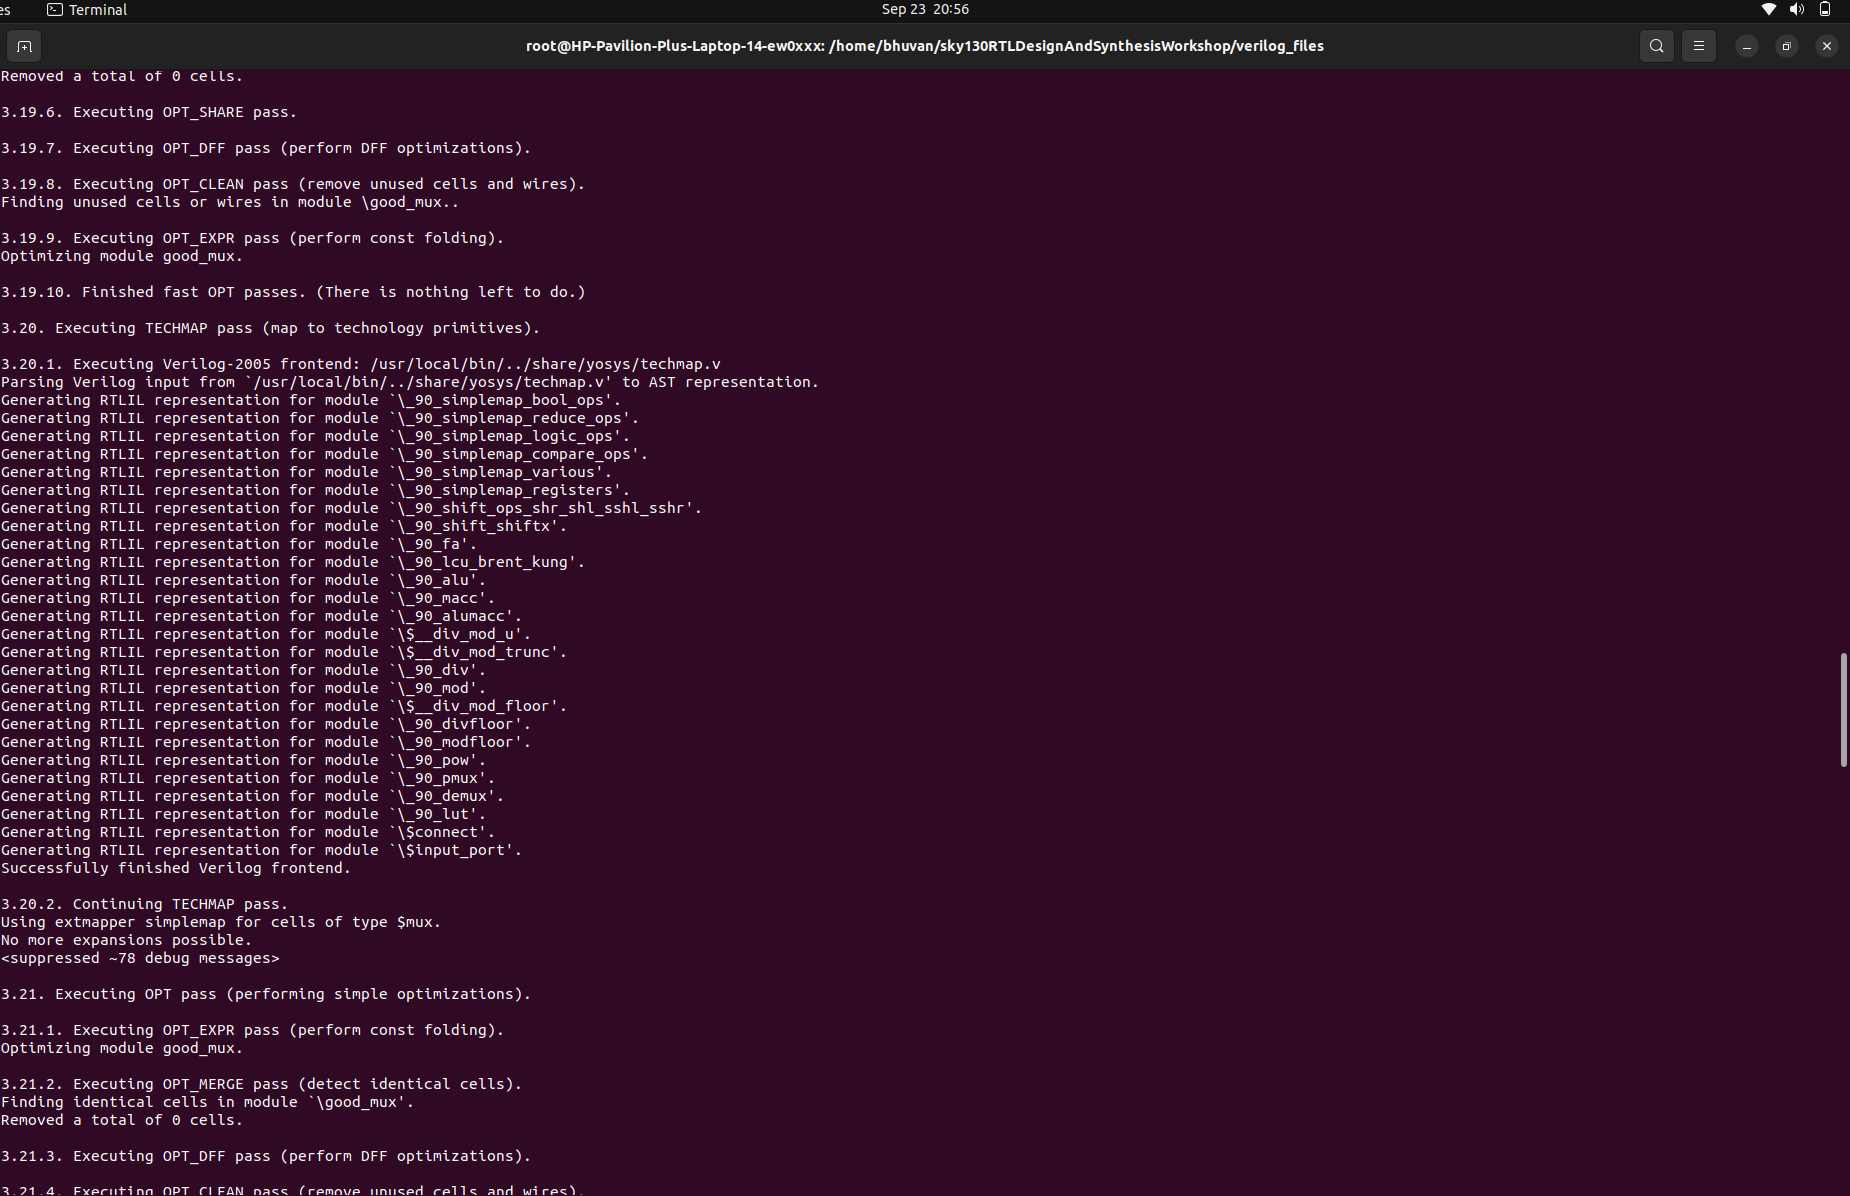 es Terminal Sep 23 20:56
root@HP-Pavilion-Plus-Laptop-14-ew0xxx: /home/bhuvan/sky130RTLDesignAndSynthesisWorkshop/verilog_files
Removed a total of 0 cells.
3.19.6. Executing OPT_SHARE pass.
3.19.7. Executing OPT_DFF pass (perform DFF optimizations).
3.19.8. Executing OPT_CLEAN pass (remove unused cells and wires).
Finding unused cells or wires in module \good_mux..
3.19.9. Executing OPT_EXPR pass (perform const folding).
Optimizing module good_mux.
3.19.10. Finished fast OPT passes. (There is nothing left to do.)
3.20. Executing TECHMAP pass (map to technology primitives).
3.20.1. Executing Verilog-2005 frontend: /usr/local/bin/../share/yosys/techmap.v
Parsing Verilog input from `/usr/local/bin/../share/yosys/techmap.v' to AST representation.
Generating RTLIL representation for module `\_90_simplemap_bool_ops'.
Generating RTLIL representation for module `\_90_simplemap_reduce_ops'.
Generating RTLIL representation for module `\_90_simplemap_logic_ops'.
Generating RTLIL representation for module `\_90_simplemap_compare_ops'.
Generating RTLIL representation for module `\_90_simplemap_various'.
Generating RTLIL representation for module `\_90_simplemap_registers'.
Generating RTLIL representation for module `\_90_shift_ops_shr_shl_sshl_sshr'.
Generating RTLIL representation for module `\_90_shift_shiftx'.
Generating RTLIL representation for module `\_90_fa'.
Generating RTLIL representation for module `\_90_lcu_brent_kung'.
Generating RTLIL representation for module `\_90_alu'.
Generating RTLIL representation for module `\_90_macc'.
Generating RTLIL representation for module `\_90_alumacc'.
Generating RTLIL representation for module `\$__div_mod_u'.
Generating RTLIL representation for module `\$__div_mod_trunc'.
Generating RTLIL representation for module `\_90_div'.
Generating RTLIL representation for module `\_90_mod'.
Generating RTLIL representation for module `\$__div_mod_floor'.
Generating RTLIL representation for module `\_90_divfloor'.
Generating RTLIL representation for module `\_90_modfloor'.
Generating RTLIL representation for module `\_90_pow'.
Generating RTLIL representation for module `\_90_pmux'.
Generating RTLIL representation for module `\_90_demux'.
Generating RTLIL representation for module `\_90_lut'.
Generating RTLIL representation for module `\$connect'.
Generating RTLIL representation for module `\$input_port'.
Successfully finished Verilog frontend.
3.20.2. Continuing TECHMAP pass.
Using extmapper simplemap for cells of type $mux.
No more expansions possible.
<suppressed ~78 debug messages>
3.21. Executing OPT pass (performing simple optimizations).
3.21.1. Executing OPT_EXPR pass (perform const folding).
Optimizing module good_mux.
3.21.2. Executing OPT_MERGE pass (detect identical cells).
Finding identical cells in module `\good_mux'.
Removed a total of 0 cells.
3.21.3. Executing OPT_DFF pass (perform DFF optimizations).
3.21.4. Executing OPT_CLEAN pass (remove unused cells and wires).